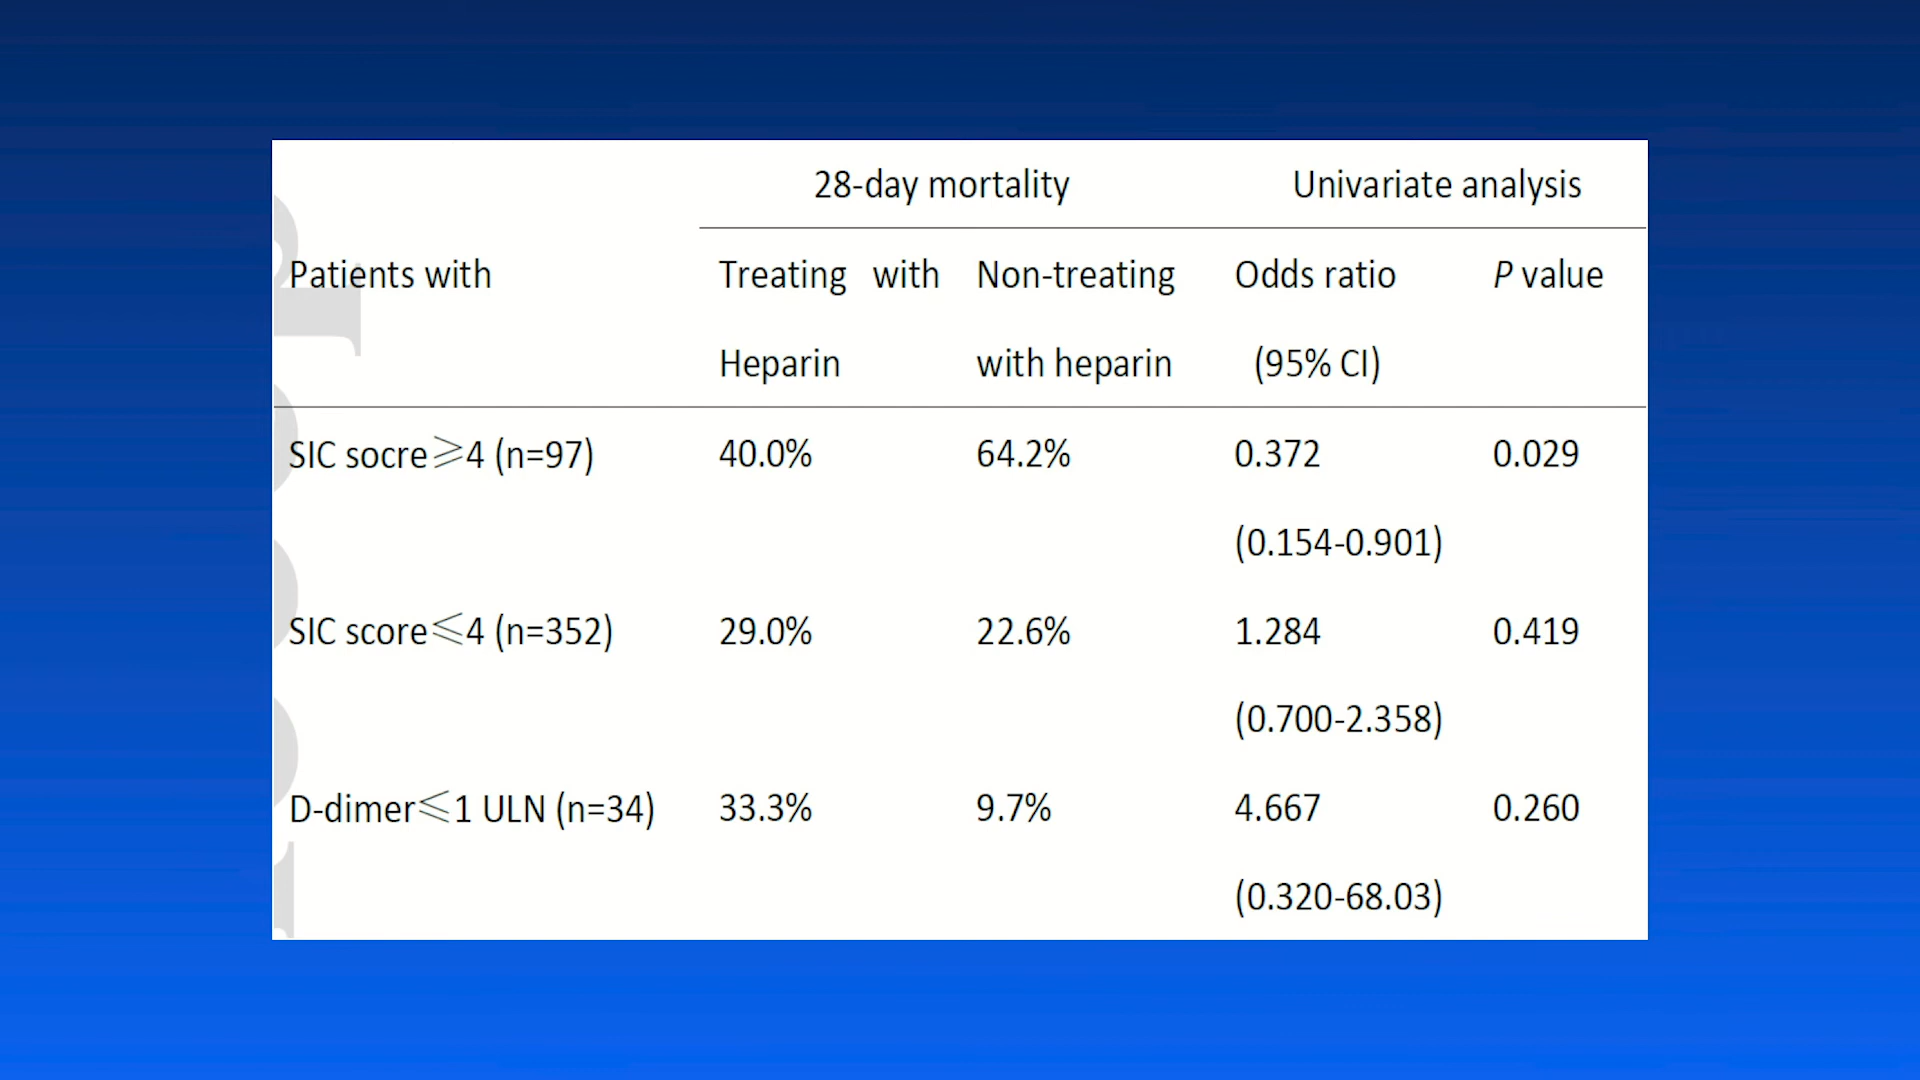 28-day mortality Univariate analysis
Patients with Treating with Non-treating Odds ratio P value
Heparin with heparin (95% CI)
SIC socre⩾4 (n=97) 40.0% 64.2% 0.372 0.029
(0.154-0.901)
SIC score⩽4 (n=352) 29.0% 22.6% 1.284 0.419
(0.700-2.358)
D-dimer⩽1 ULN (n=34) 33.3% 9.7% 4.667 0.260
(0.320-68.03)